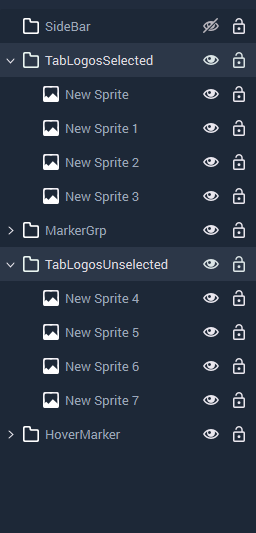 SideBar
TabLogosSelected
New Sprite
New Sprite 1
New Sprite 2
New Sprite 3
MarkerGrp
TabLogosUnselected
New Sprite 4
New Sprite 5
New Sprite 6
New Sprite 7
HoverMarker